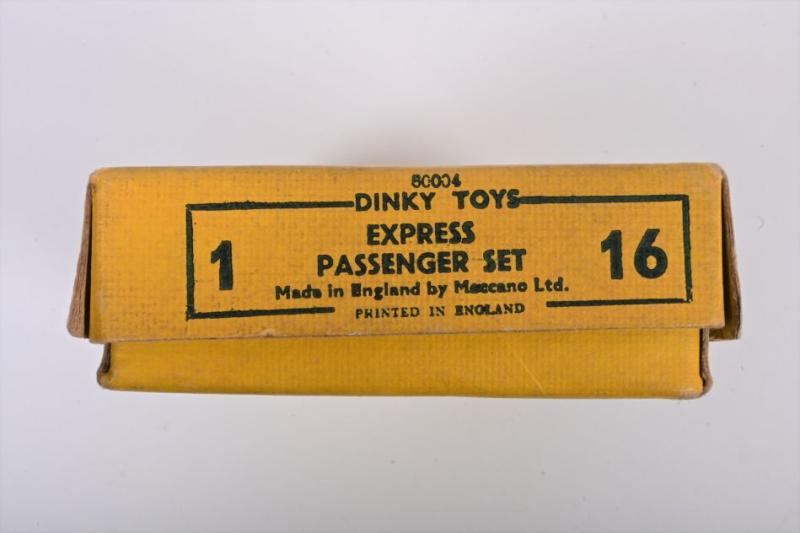 50004
DINKY TOYS
1 EXPRESS 16
PASSENGER SET
Made in England by Meccano Ltd.
PRINTED IN ENGLAND